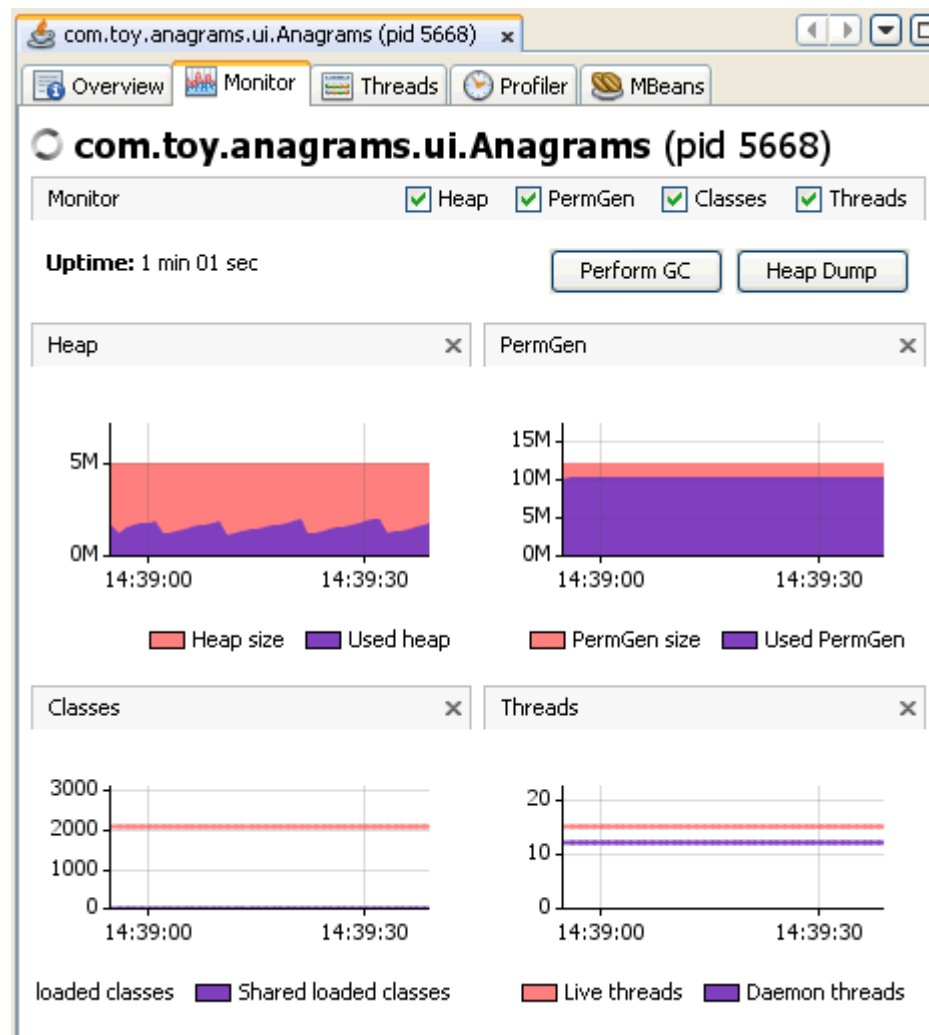 com.toy.anagrams.ui.Anagrams (pid 5668)
Overview Monitor Threads Profiler MBeans
com.toy.anagrams.ui.Anagrams (pid 5668)
Monitor Heap PermGen Classes Threads
Uptime: 1 min 01 sec Perform GC Heap Dump
Heap
5M
0M
14:39:00 14:39:30
Heap size Used heap
PermGen
15M
10M
5M
0M
14:39:00 14:39:30
PermGen size Used PermGen
Classes
3000
2000
1000
0
14:39:00 14:39:30
loaded classes Shared loaded classes
Threads
20
10
0
14:39:00 14:39:30
Live threads Daemon threads